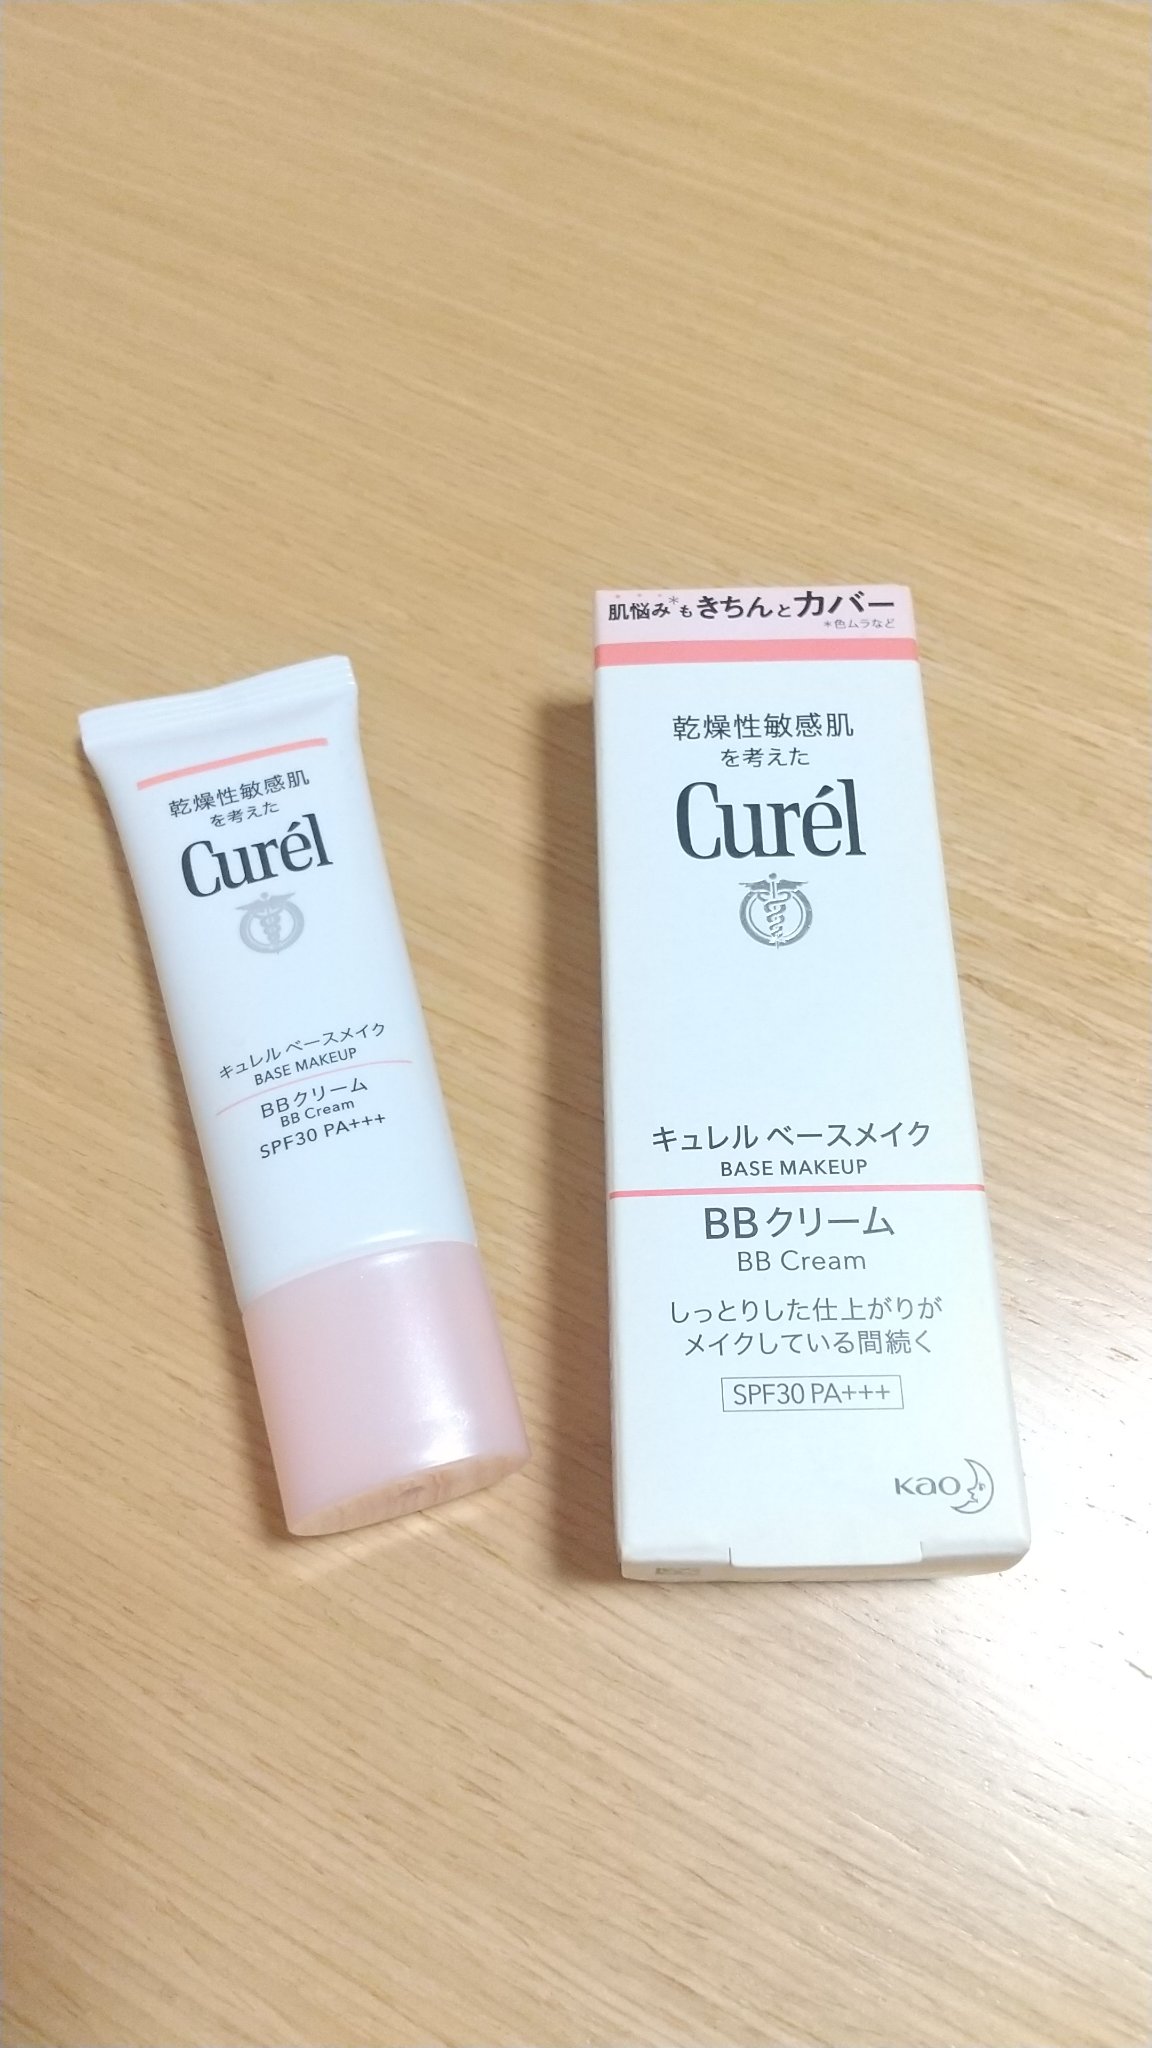 乾燥性敏感肌
を考えた
Curél
キュレル ベースメイク
BASE MAKEUP
BBクリーム
BB Cream
SPF30 PA+++
肌悩み*もきちんとカバー
*色ムラなど
乾燥性敏感肌
を考えた
Curél
キュレル ベースメイク
BASE MAKEUP
BBクリーム
BB Cream
しっとりした仕上がりが
メイクしている間続く
SPF30 PA+++
Kao